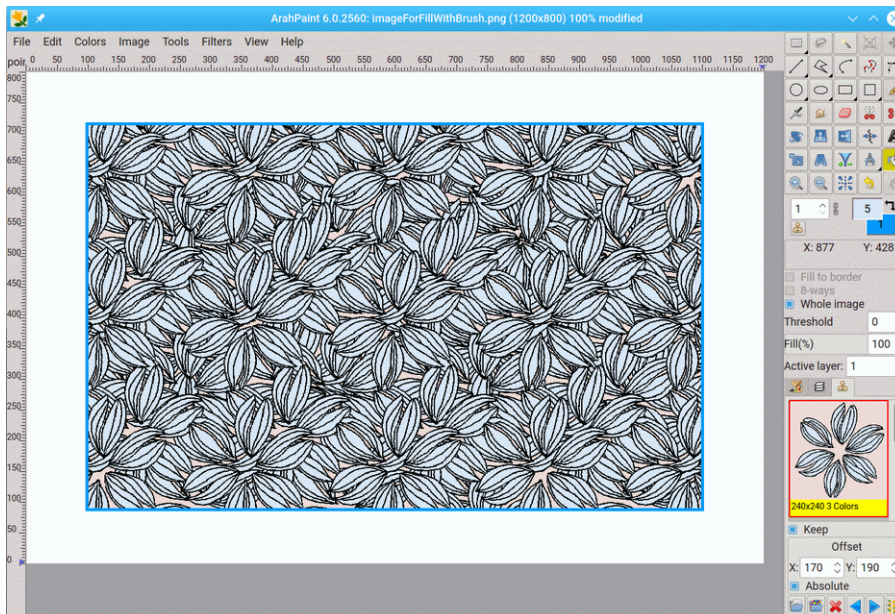 ArahPaint 6.0.2560: imageForFillWithBrush.png (1200x800) 100% modified
File Edit Colors Image Tools Filters View Help
poin 0 50 100 150 200 250 300 350 400 450 500 550 600 650 700 750 800 850 900 950 1000 1050 1100 1150 1200
800
750
700
650
600
550
500
450
400
350
300
250
200
150
100
50
0
1 5
1
X: 877 Y: 428
Fill to border
8-ways
Whole image
Threshold 0
Fill(%) 100
Active layer: 1
240x240 3 Colors
Keep
Offset
X: 170 Y: 190
Absolute